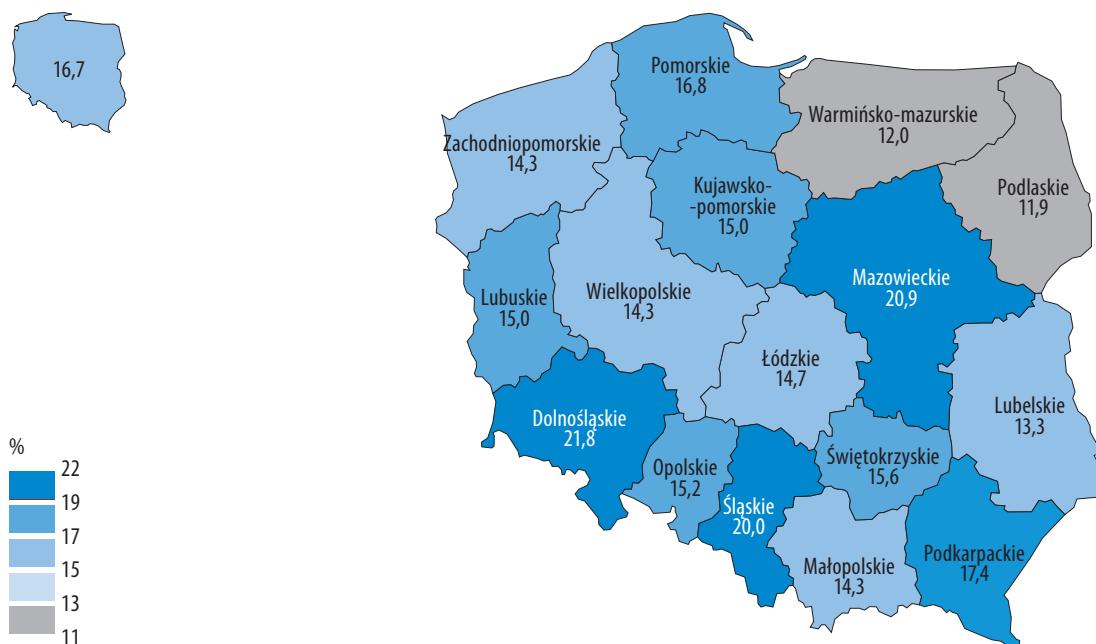 16,7
Pomorskie
16,8
Warmińsko-mazurskie
12,0
Zachodniopomorskie
14,3
Kujawsko-
-pomorskie
15,0
Podlaskie
11,9
Mazowieckie
20,9
Lubuskie
15,0
Wielkopolskie
14,3
Łódzkie
14,7
Dolnośląskie
21,8
Lubelskie
13,3
Opolskie
15,2
Świętokrzyskie
15,6
Śląskie
20,0
Małopolskie
14,3
Podkarpackie
17,4
%
22
19
17
15
13
11